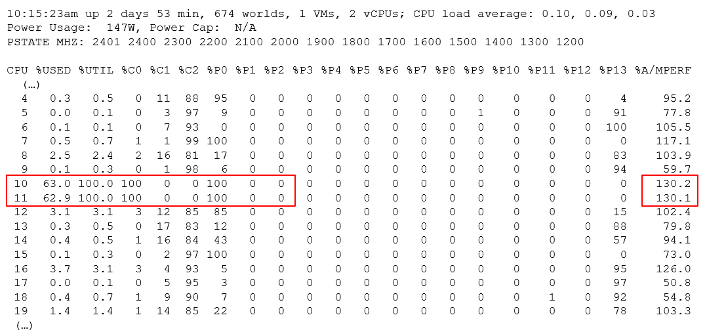 10:15:23am up 2 days 53 min, 674 worlds, 1 VMs, 2 vCPUs; CPU load average: 0.10, 0.09, 0.03
Power Usage:  147W, Power Cap:  N/A
PSTATE MHZ: 2401 2400 2300 2200 2100 2000 1900 1800 1700 1600 1500 1400 1300 1200
CPU %USED %UTIL %C0 %C1 %C2 %P0 %P1 %P2 %P3 %P4 %P5 %P6 %P7 %P8 %P9 %P10 %P11 %P12 %P13 %A/MPERF
(…)
4 0.3 0.5 0 11 88 95 0 0 0 0 0 0 0 0 0 0 0 0 4 95.2
5 0.0 0.1 0 3 97 9 0 0 0 0 0 0 0 0 1 0 0 0 91 77.8
6 0.1 0.1 0 7 93 0 0 0 0 0 0 0 0 0 0 0 0 0 100 105.5
7 0.5 0.7 1 1 99 100 0 0 0 0 0 0 0 0 0 0 0 0 0 117.1
8 2.5 2.4 2 16 81 17 0 0 0 0 0 0 0 0 0 0 0 0 83 103.9
9 0.1 0.3 0 1 98 6 0 0 0 0 0 0 0 0 0 0 0 0 94 59.7
10 63.0 100.0 100 0 0 100 0 0 0 0 0 0 0 0 0 0 0 0 0 130.2
11 62.9 100.0 100 0 0 100 0 0 0 0 0 0 0 0 0 0 0 0 0 130.1
12 3.1 3.1 3 12 85 85 0 0 0 0 0 0 0 0 0 0 0 0 15 102.4
13 0.3 0.5 0 17 83 12 0 0 0 0 0 0 0 0 0 0 0 0 88 79.8
14 0.4 0.5 1 16 84 43 0 0 0 0 0 0 0 0 0 0 0 0 57 94.1
15 0.1 0.3 0 2 97 100 0 0 0 0 0 0 0 0 0 0 0 0 0 73.0
16 3.7 3.1 3 4 93 5 0 0 0 0 0 0 0 0 0 0 0 0 95 126.0
17 0.0 0.1 0 5 95 3 0 0 0 0 0 0 0 0 0 0 0 0 97 50.8
18 0.4 0.7 1 9 90 7 0 0 0 0 0 0 0 0 0 0 1 0 92 54.8
19 1.4 1.4 1 14 85 22 0 0 0 0 0 0 0 0 0 0 0 0 78 103.3
(…)